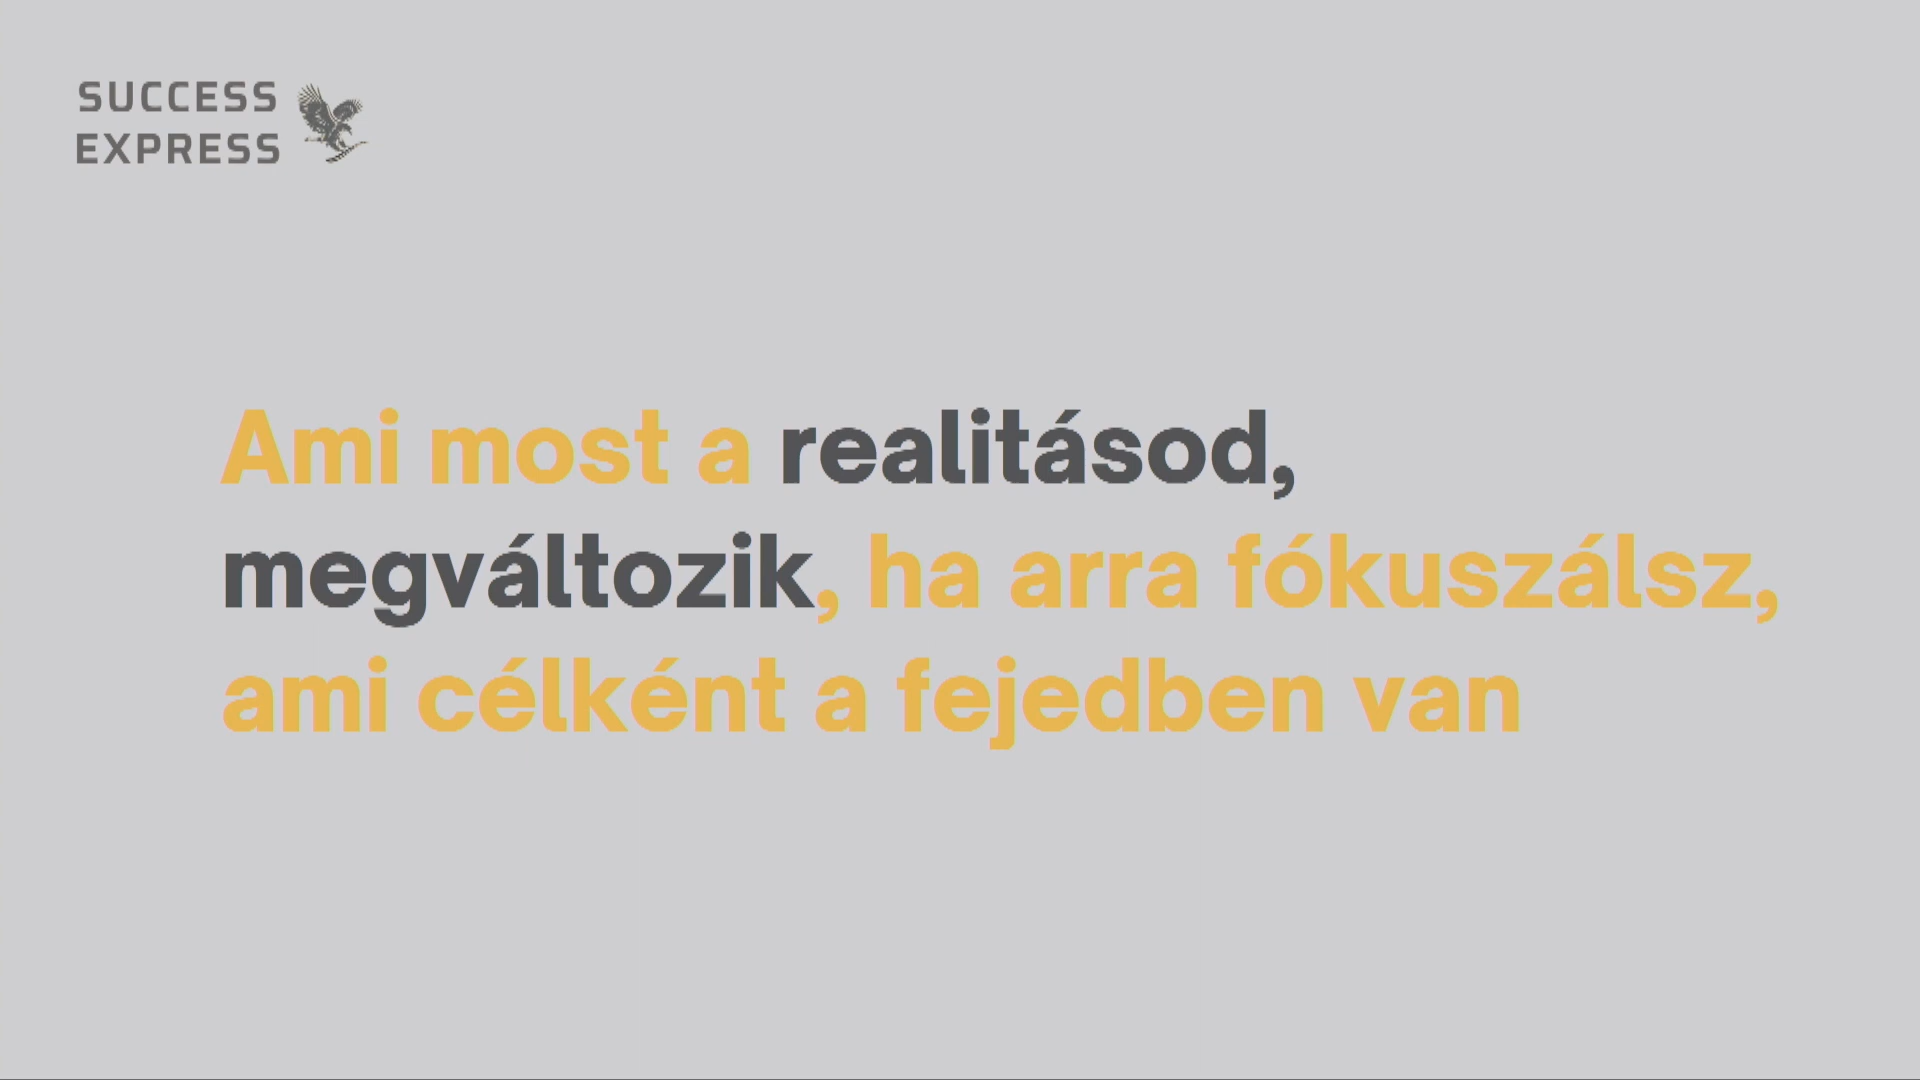 SUCCESS
EXPRESS
Ami most a realitásod,
megváltozik, ha arra fókuszálsz,
ami célként a fejedben van